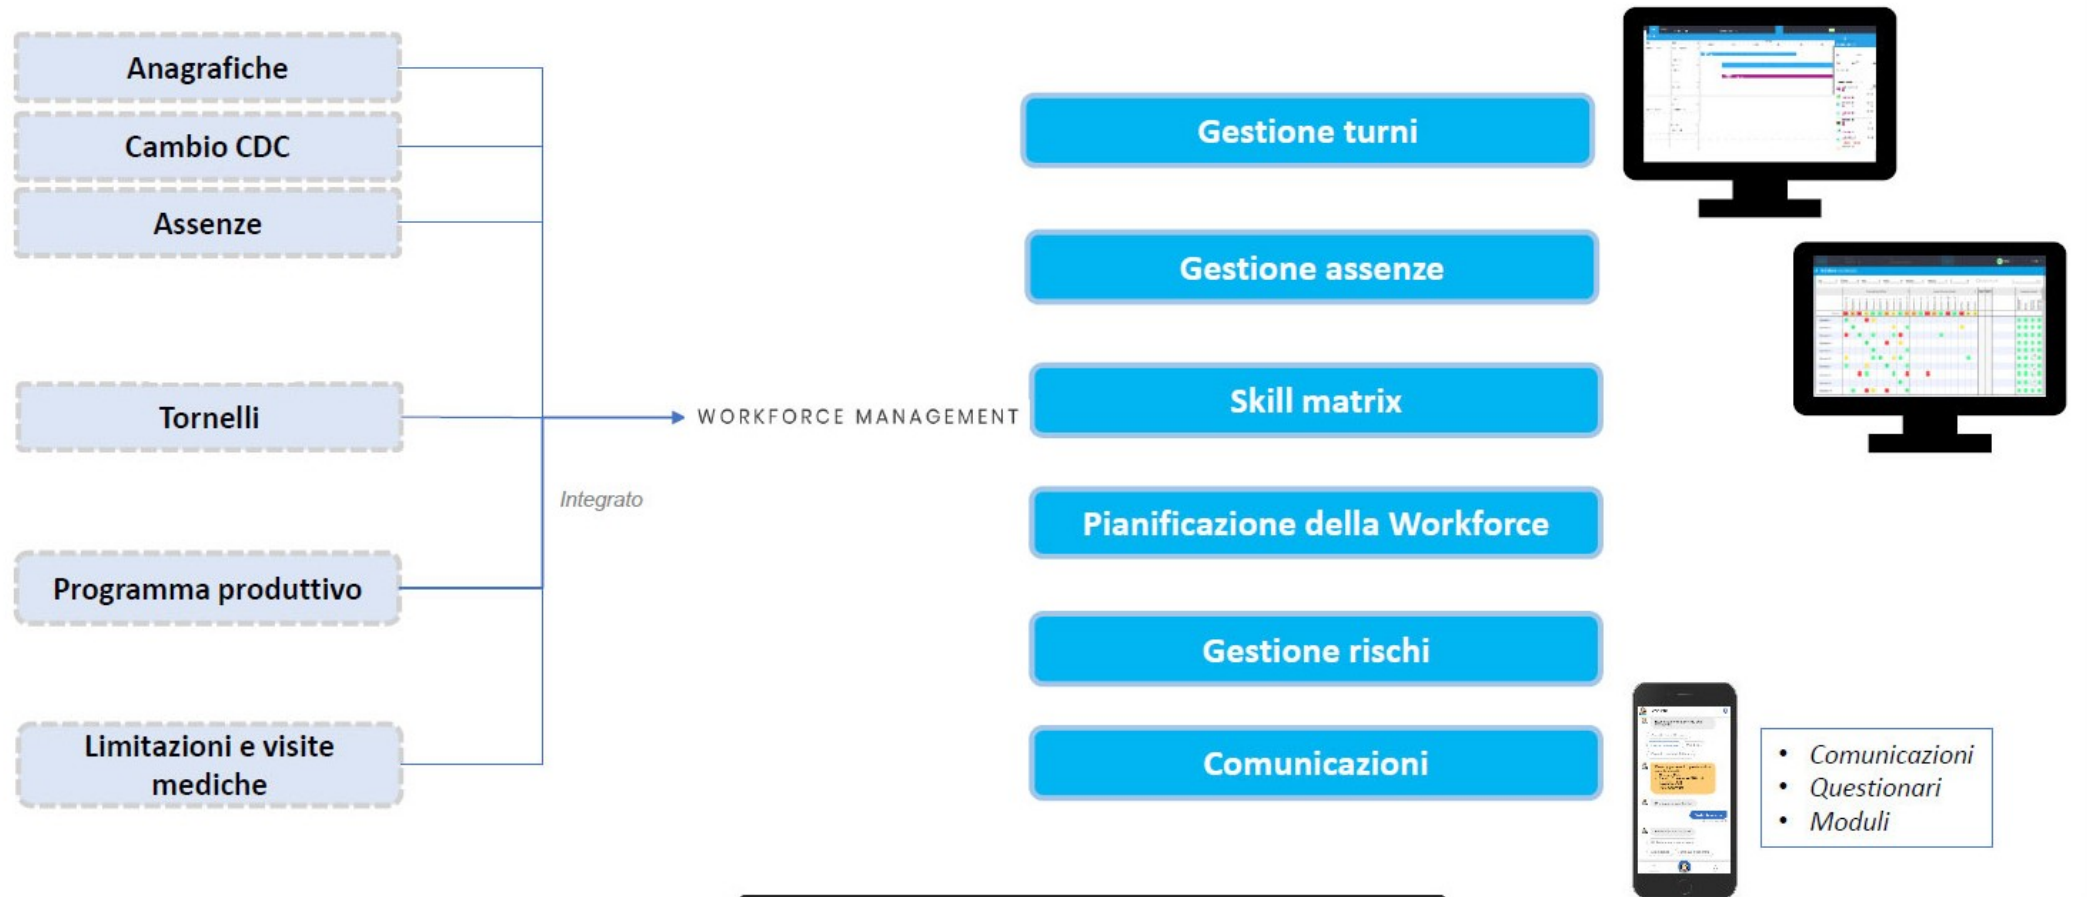 Anagrafiche
Cambio CDC
Assenze
Tornelli
Programma produttivo
Limitazioni e visite
mediche
Integrato
WORKFORCE MANAGEMENT
Gestione turni
Gestione assenze
Skill matrix
Pianificazione della Workforce
Gestione rischi
Comunicazioni
• Comunicazioni
• Questionari
• Moduli